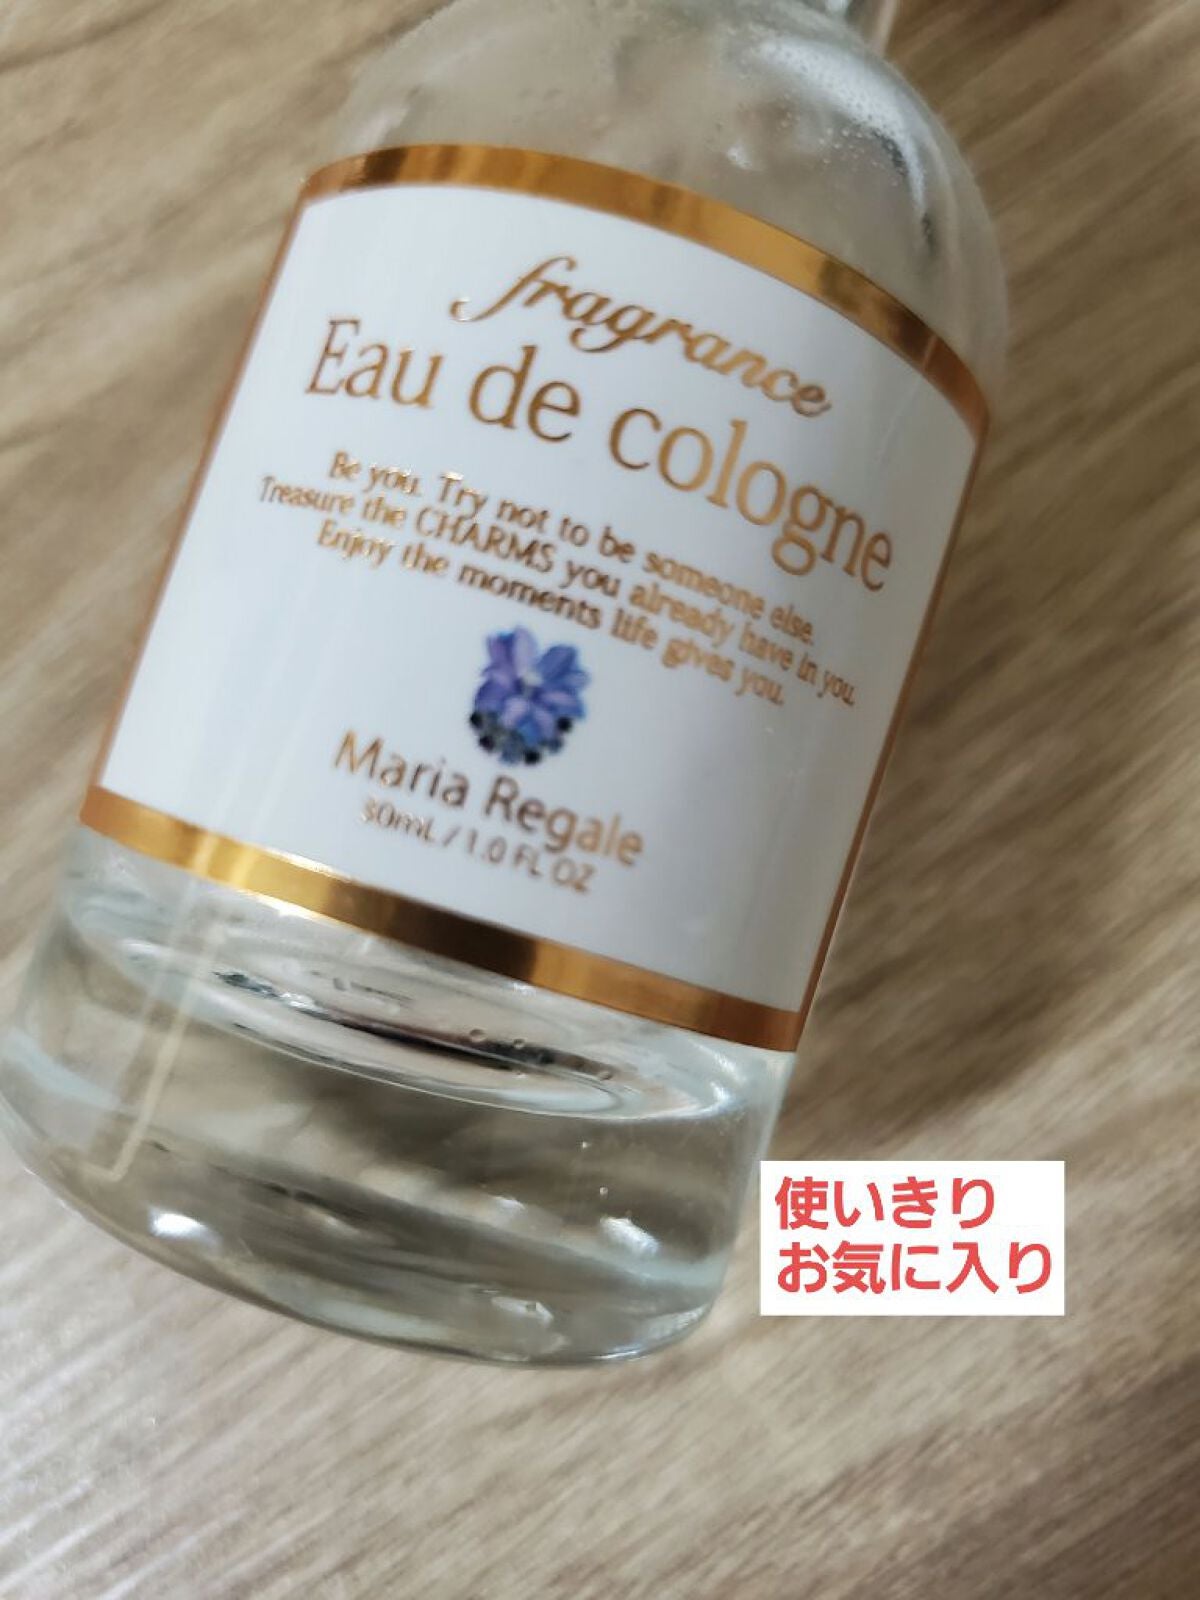 fragrance
Eau de cologne
Be you. Try not to be someone else.
Treasure the CHARMS you already have in you.
Enjoy the moments life gives you.
Maria Regale
30mL / 1.0 FL OZ
使いきり
お気に入り